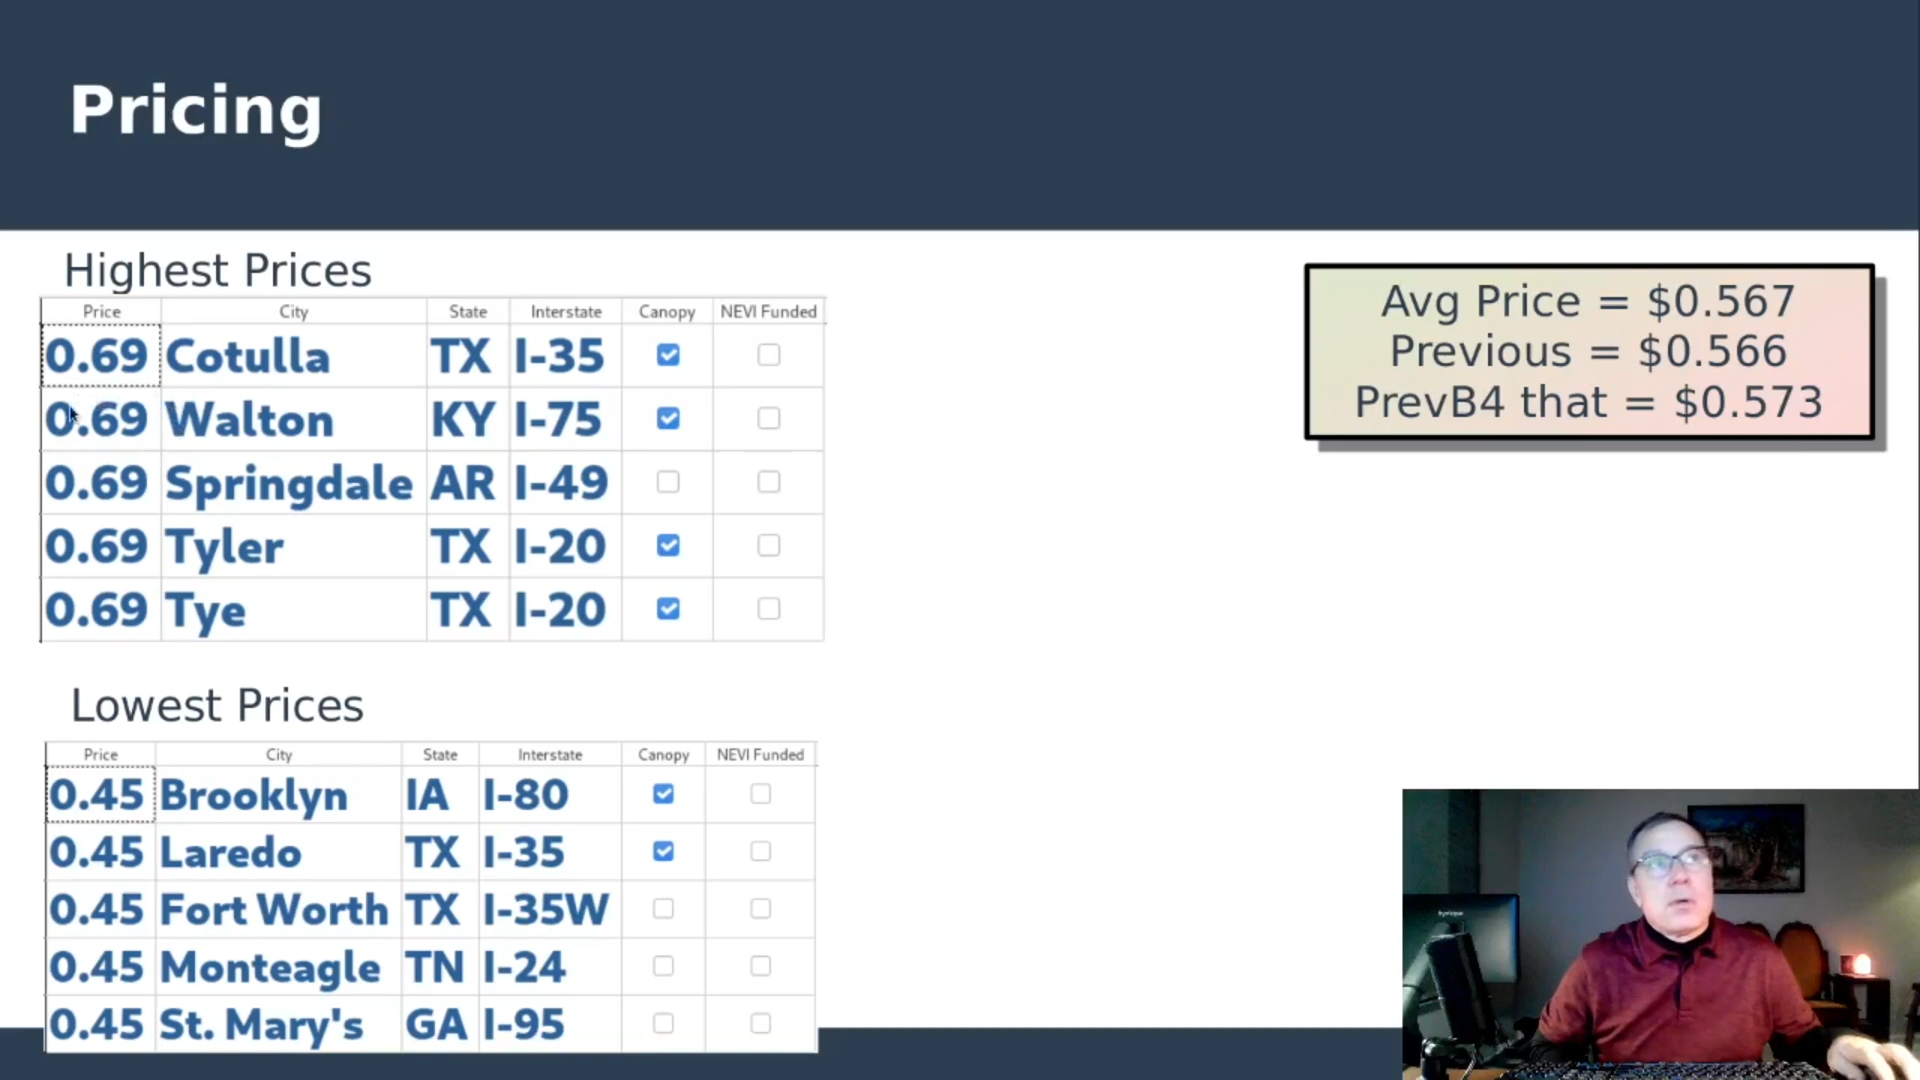 Pricing
Highest Prices
Price City State Interstate Canopy NEVI Funded
0.69 Cotulla TX I-35
0.69 Walton KY I-75
0.69 Springdale AR I-49
0.69 Tyler TX I-20
0.69 Tye TX I-20
Avg Price = $0.567
Previous = $0.566
PrevB4 that = $0.573
Lowest Prices
Price City State Interstate Canopy NEVI Funded
0.45 Brooklyn IA I-80
0.45 Laredo TX I-35
0.45 Fort Worth TX I-35W
0.45 Monteagle TN I-24
0.45 St. Mary's GA I-95